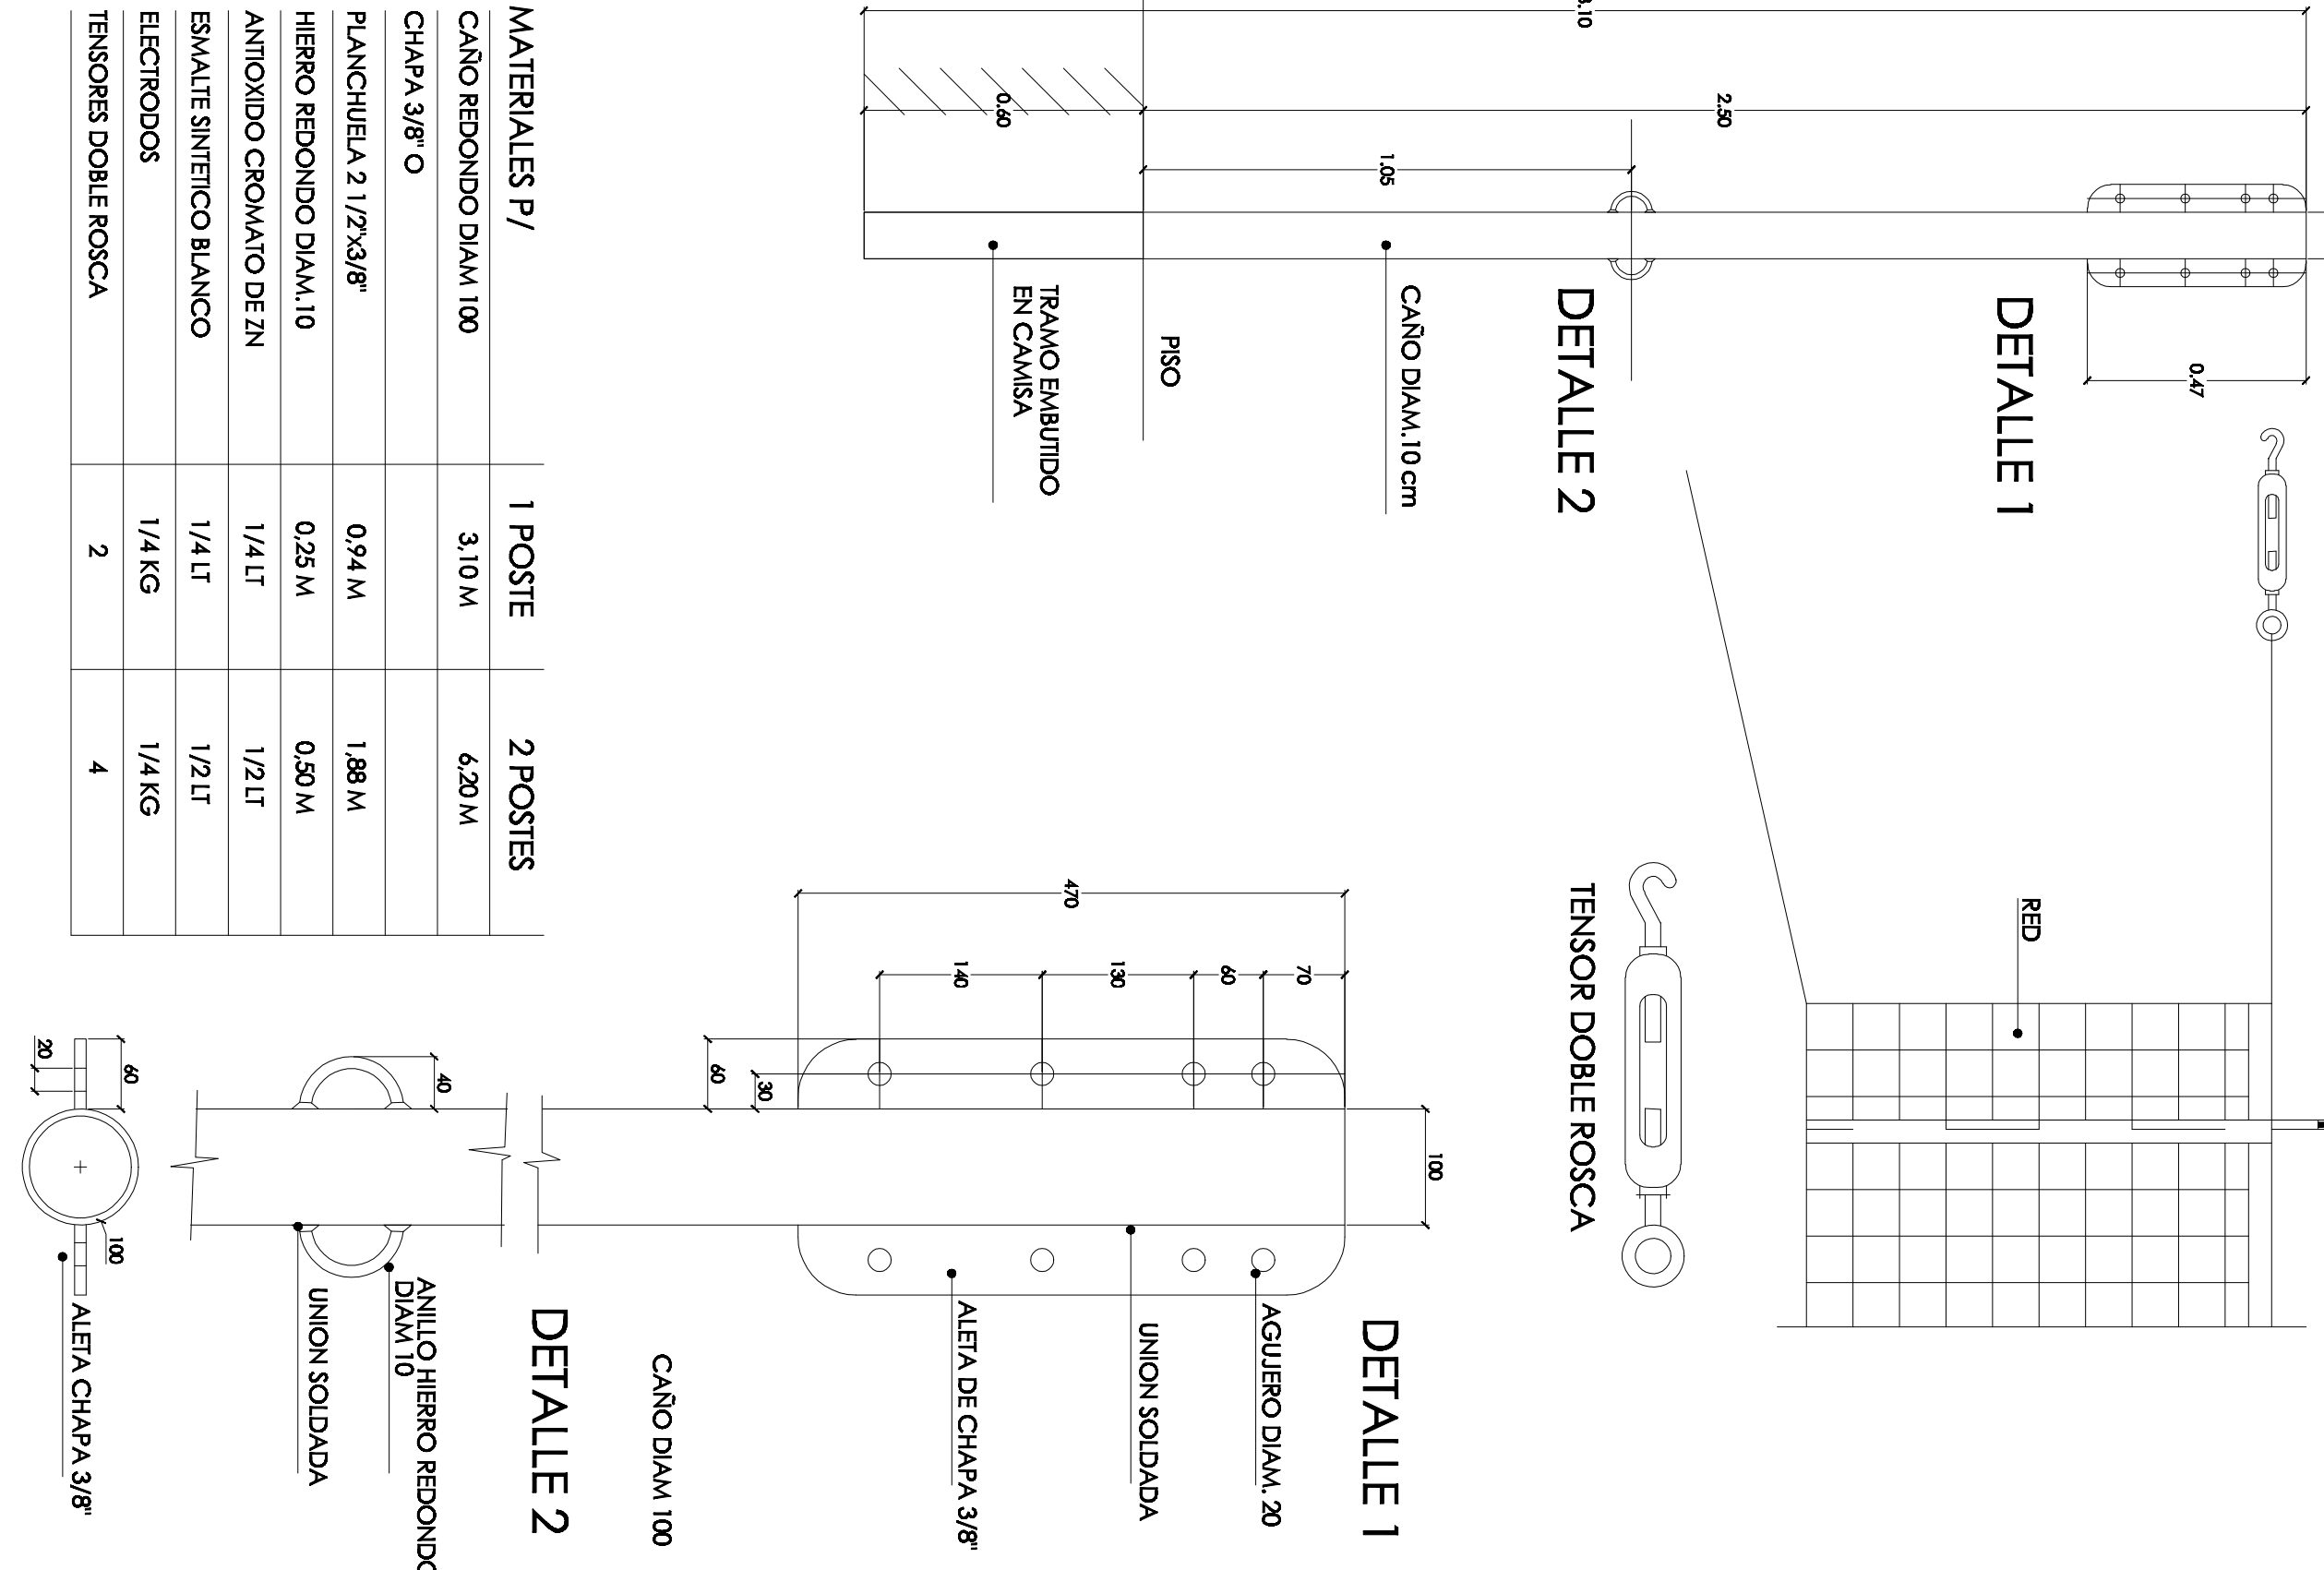 3.10
2.50
0.60
1.05
0.47
DETALLE 1
DETALLE 2
CAÑO DIAM.10 cm
PISO
TRAMO EMBUTIDO
EN CAMISA
RED
TENSOR DOBLE ROSCA
DETALLE 1
100
470
70
60
130
140
60
30
AGUJERO DIAM. 20
UNION SOLDADA
ALETA DE CHAPA 3/8"
CAÑO DIAM 100
DETALLE 2
40
ANILLO HIERRO REDONDO
DIAM 10
UNION SOLDADA
60
20
100
ALETA CHAPA 3/8"
MATERIALES P/ 1 POSTE 2 POSTES
CAÑO REDONDO DIAM 100 3,10 M 6,20 M
CHAPA 3/8" O
PLANCHUELA 2 1/2"x3/8" 0,94 M 1,88 M
HIERRO REDONDO DIAM.10 0,25 M 0,50 M
ANTIOXIDO CROMATO DE ZN 1/4 LT 1/2 LT
ESMALTE SINTETICO BLANCO 1/4 LT 1/2 LT
ELECTRODOS 1/4 KG 1/4 KG
TENSORES DOBLE ROSCA 2 4